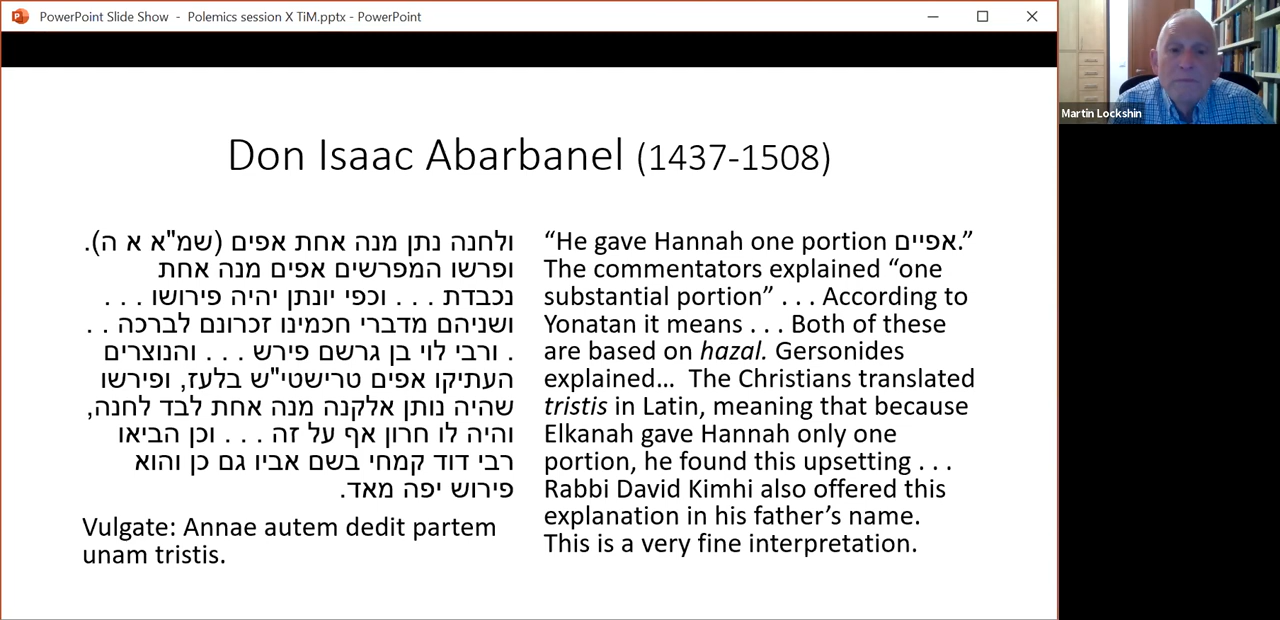 PowerPoint Slide Show - Polemics session X TiM.pptx - PowerPoint
Martin Lockshin
Don Isaac Abarbanel (1437-1508)
ולחנה נתן מנה אחת אפים (שמ"א א ה).
ופרשו המפרשים אפים מנה אחת
נכבדת . . . וכפי יונתן יהיה פירושו . . .
ושניהם מדברי חכמינו זכרונם לברכה . .
. ורבי לוי בן גרשם פירש . . . והנוצרים
העתיקו אפים טרישטי"ש בלעז, ופירשו
שהיה נותן אלקנה מנה אחת לבד לחנה,
והיה לו חרון אף על זה . . . וכן הביאו
רבי דוד קמחי בשם אביו גם כן והוא
פירוש יפה מאד.
Vulgate: Annae autem dedit partem
unam tristis.
“He gave Hannah one portion אפיים.”
The commentators explained “one
substantial portion” . . . According to
Yonatan it means . . . Both of these
are based on hazal. Gersonides
explained… The Christians translated
tristis in Latin, meaning that because
Elkanah gave Hannah only one
portion, he found this upsetting . . .
Rabbi David Kimhi also offered this
explanation in his father’s name.
This is a very fine interpretation.